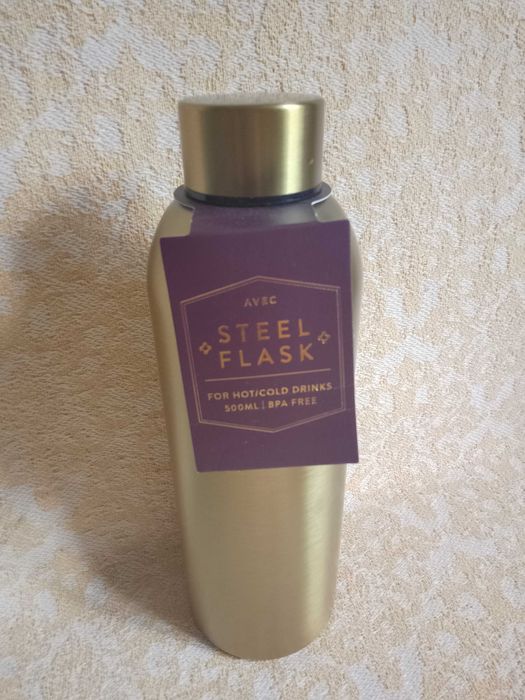 AVEC
STEEL
FLASK
FOR HOT/COLD DRINKS
500ML | BPA FREE